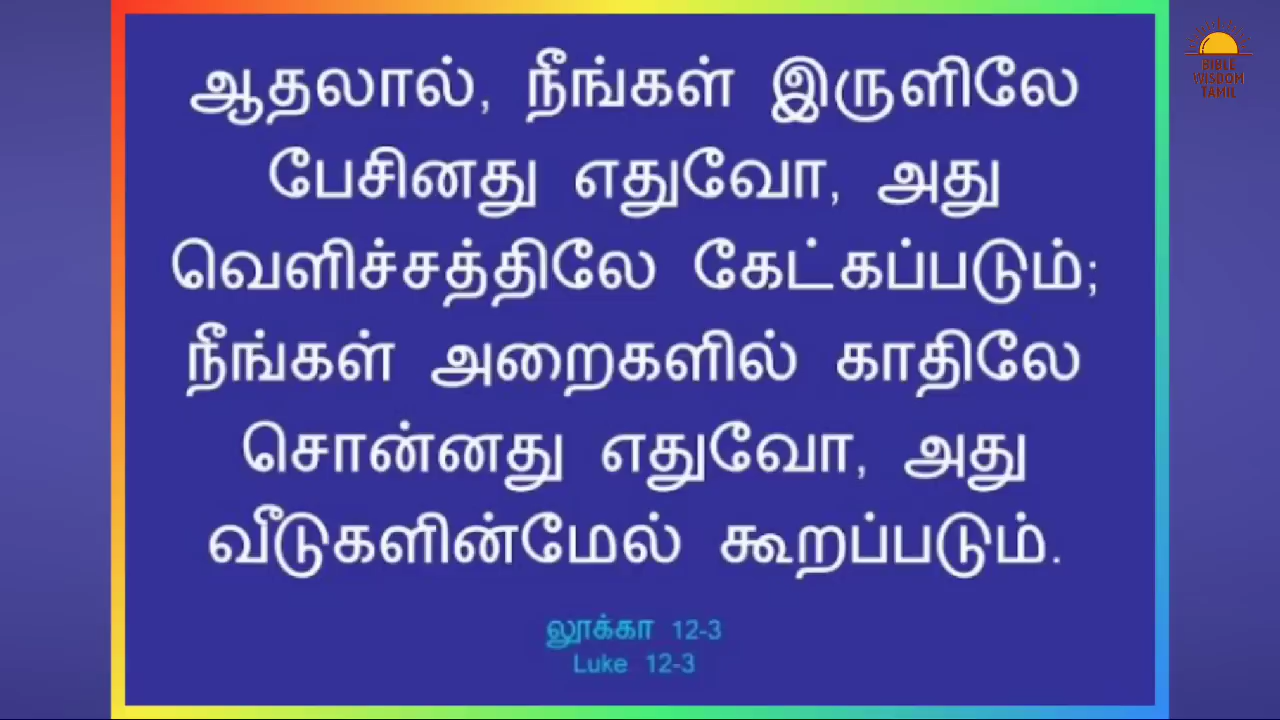 ஆதலால், நீங்கள் இருளிலே
பேசினது எதுவோ, அது
வெளிச்சத்திலே கேட்கப்படும்;
நீங்கள் அறைகளில் காதிலே
சொன்னது எதுவோ, அது
வீடுகளின்மேல் கூறப்படும்.
லூக்கா 12-3
Luke 12-3
BIBLE
WISDOM
TAMIL